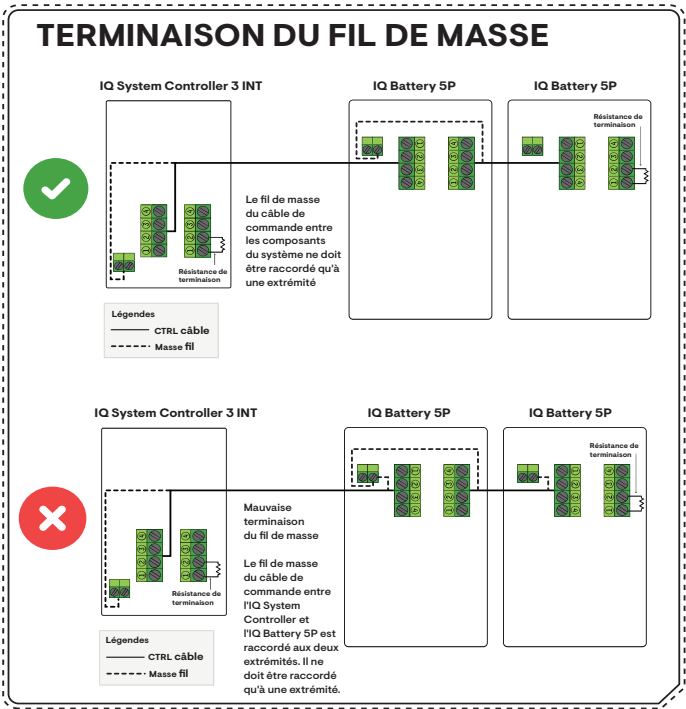 TERMINAISON DU FIL DE MASSE
IQ System Controller 3 INT
IQ Battery 5P
IQ Battery 5P
Résistance de
terminaison
Le fil de masse
du câble de
commande entre
les composants
du système ne doit
être raccordé qu'à
une extrémité
Résistance de
terminaison
Légendes
CTRL câble
Masse fil
IQ System Controller 3 INT
IQ Battery 5P
IQ Battery 5P
Résistance de
terminaison
Mauvaise
terminaison
du fil de masse
Le fil de masse
du câble de
commande entre
l'IQ System
Controller et
l'IQ Battery 5P est
raccordé aux deux
extrémités. Il ne
doit être raccordé
qu'à une extrémité.
Résistance de
terminaison
Légendes
CTRL câble
Masse fil